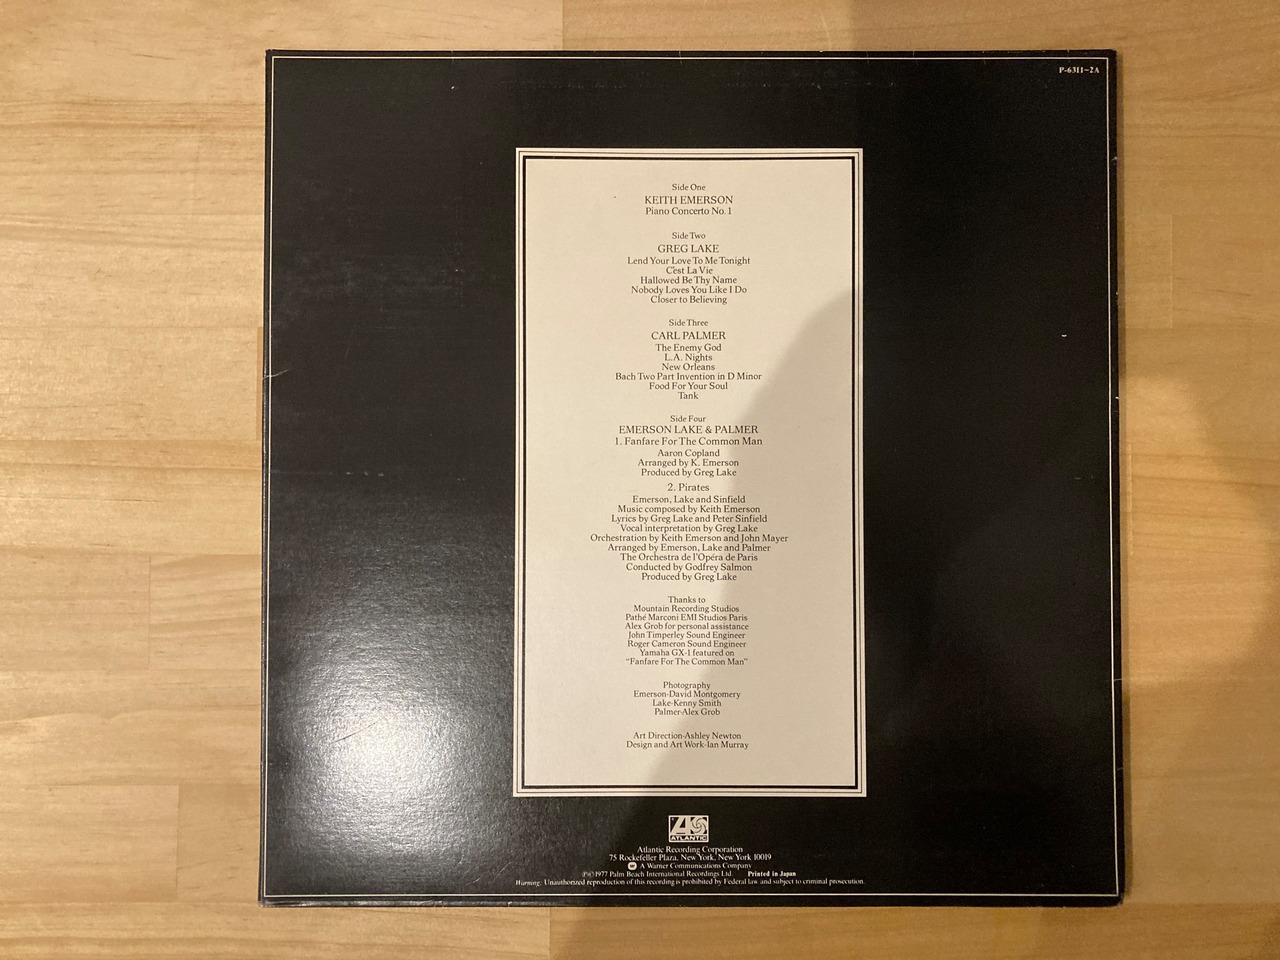 P-6311~2A
Side One
KEITH EMERSON
Piano Concerto No. 1
Side Two
GREG LAKE
Lend Your Love To Me Tonight
C'est La Vie
Hallowed Be Thy Name
Nobody Loves You Like I Do
Closer to Believing
Side Three
CARL PALMER
The Enemy God
L.A. Nights
New Orleans
Bach Two Part Invention in D Minor
Food For Your Soul
Tank
Side Four
EMERSON LAKE & PALMER
1. Fanfare For The Common Man
Aaron Copland
Arranged by K. Emerson
Produced by Greg Lake
2. Pirates
Emerson, Lake and Sinfield
Music composed by Keith Emerson
Lyrics by Greg Lake and Peter Sinfield
Vocal interpretation by Greg Lake
Orchestration by Keith Emerson and John Mayer
Arranged by Emerson, Lake and Palmer
The Orchestra de l'Opéra de Paris
Conducted by Godfrey Salmon
Produced by Greg Lake
Thanks to
Mountain Recording Studios
Pathé Marconi EMI Studios Paris
Alex Grob for personal assistance
John Timperley Sound Engineer
Roger Cameron Sound Engineer
Yamaha GX-1 featured on
"Fanfare For The Common Man"
Photography
Emerson-David Montgomery
Lake-Kenny Smith
Palmer-Alex Grob
Art Direction-Ashley Newton
Design and Art Work-Ian Murray
ATLANTIC
Atlantic Recording Corporation
75 Rockefeller Plaza, New York, New York 10019
A Warner Communications Company
℗© 1977 Palm Beach International Recordings Ltd. Printed in Japan
Warning: Unauthorized reproduction of this recording is prohibited by Federal law and subject to criminal prosecution.